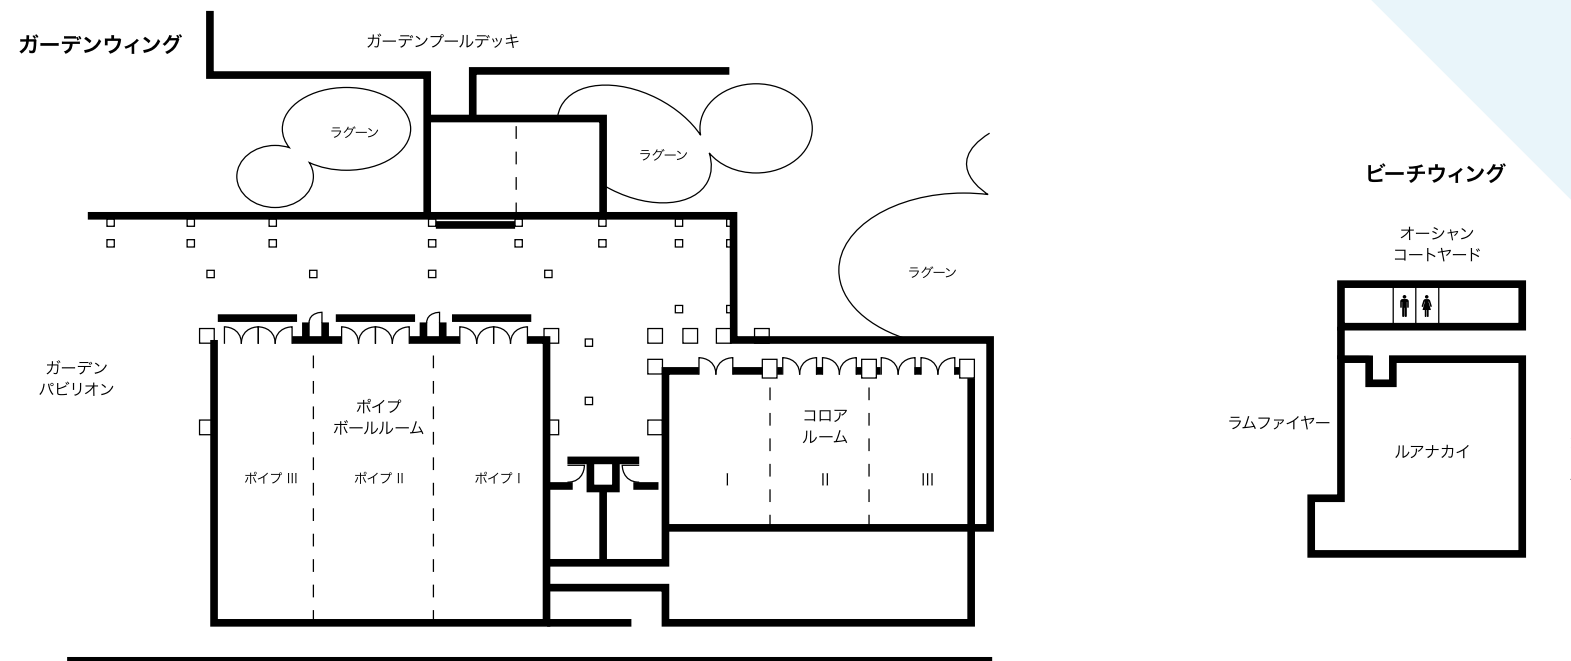 ガーデンウィング
ガーデンプールデッキ
ラグーン
ラグーン
ラグーン
ガーデン
パビリオン
ポイプ
ボールルーム
ポイプ III
ポイプ II
ポイプ I
コロア
ルーム
I
II
III
ビーチウィング
オーシャン
コートヤード
ラムファイヤー
ルアナカイ